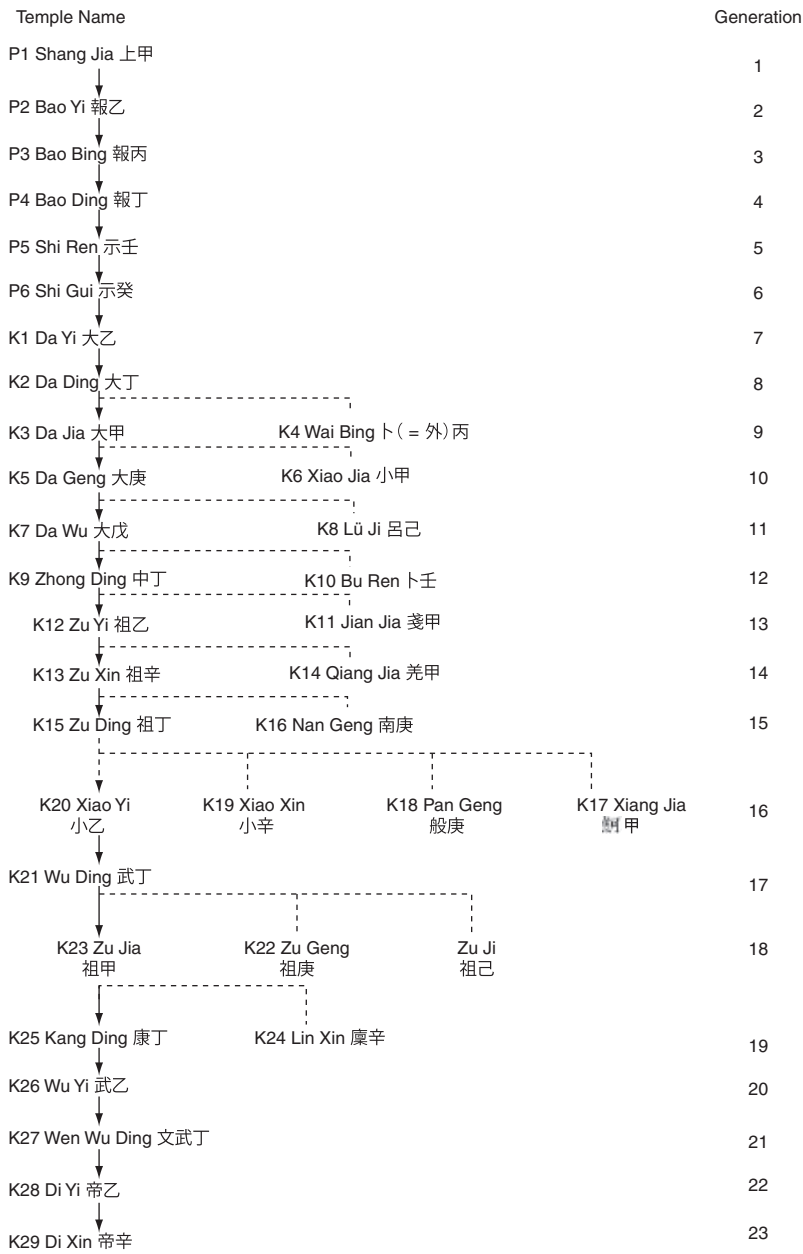 Temple Name Generation
P1 Shang Jia 上甲 1
P2 Bao Yi 報乙 2
P3 Bao Bing 報丙 3
P4 Bao Ding 報丁 4
P5 Shi Ren 示壬 5
P6 Shi Gui 示癸 6
K1 Da Yi 大乙 7
K2 Da Ding 大丁 8
K3 Da Jia 大甲 K4 Wai Bing 卜( = 外)丙 9
K5 Da Geng 大庚 K6 Xiao Jia 小甲 10
K7 Da Wu 大戊 K8 Lü Ji 呂己 11
K9 Zhong Ding 中丁 K10 Bu Ren 卜壬 12
K12 Zu Yi 祖乙 K11 Jian Jia 戔甲 13
K13 Zu Xin 祖辛 K14 Qiang Jia 羌甲 14
K15 Zu Ding 祖丁 K16 Nan Geng 南庚 15
K20 Xiao Yi K19 Xiao Xin K18 Pan Geng K17 Xiang Jia 16
小乙 小辛 般庚 甲
K21 Wu Ding 武丁 17
K23 Zu Jia K22 Zu Geng Zu Ji 18
祖甲 祖庚 祖己
K25 Kang Ding 康丁 K24 Lin Xin 廩辛 19
K26 Wu Yi 武乙 20
K27 Wen Wu Ding 文武丁 21
K28 Di Yi 帝乙 22
K29 Di Xin 帝辛 23